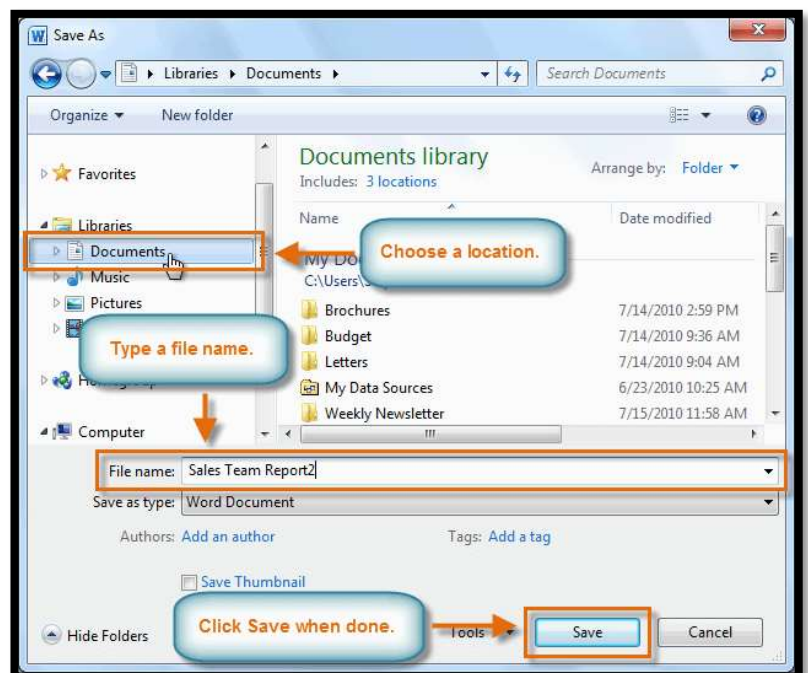 Save As
Libraries Documents
Search Documents
Organize New folder
Favorites
Libraries
Documents
Music
Pictures
Computer
Documents library
Includes: 3 locations
Arrange by: Folder
Name Date modified
Choose a location.
C:\Users\
Brochures 7/14/2010 2:59 PM
Budget 7/14/2010 9:36 AM
Letters 7/14/2010 9:04 AM
My Data Sources 6/23/2010 10:25 AM
Weekly Newsletter 7/15/2010 11:58 AM
Type a file name.
File name: Sales Team Report2
Save as type: Word Document
Authors: Add an author Tags: Add a tag
Save Thumbnail
Click Save when done.
Hide Folders Tools Save Cancel